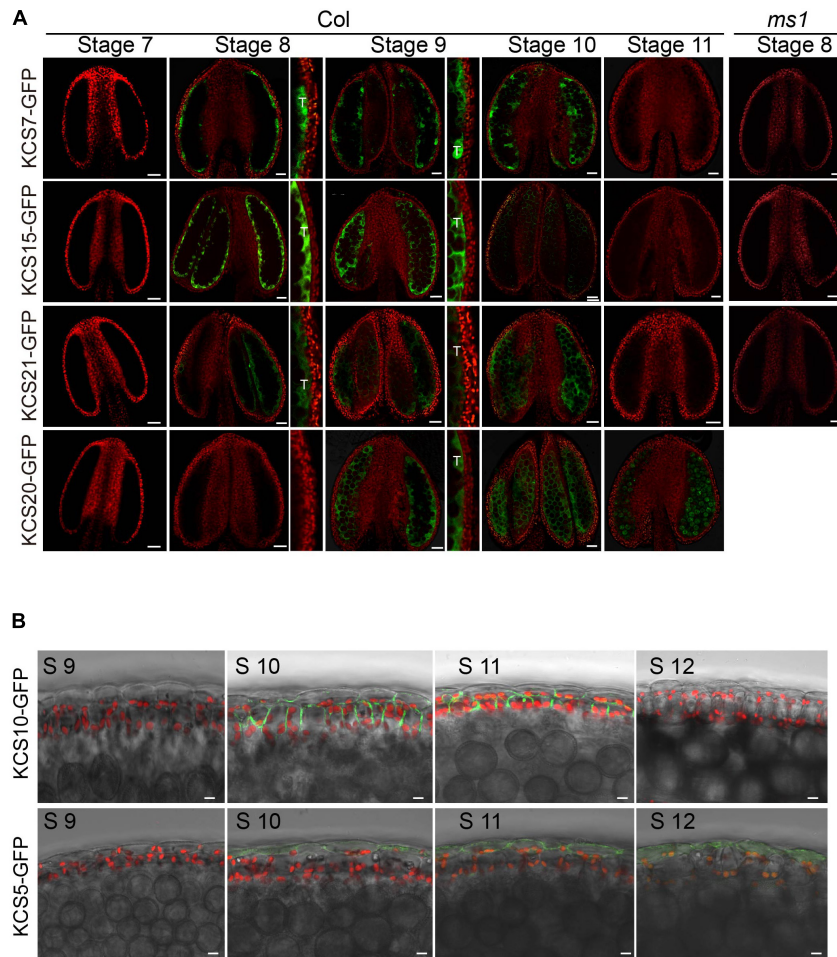 A
Col
ms1
Stage 7
Stage 8
Stage 9
Stage 10
Stage 11
Stage 8
KCS7-GFP
T
T
KCS15-GFP
T
T
KCS21-GFP
T
T
KCS20-GFP
T
B
KCS10-GFP
S 9
S 10
S 11
S 12
KCS5-GFP
S 9
S 10
S 11
S 12